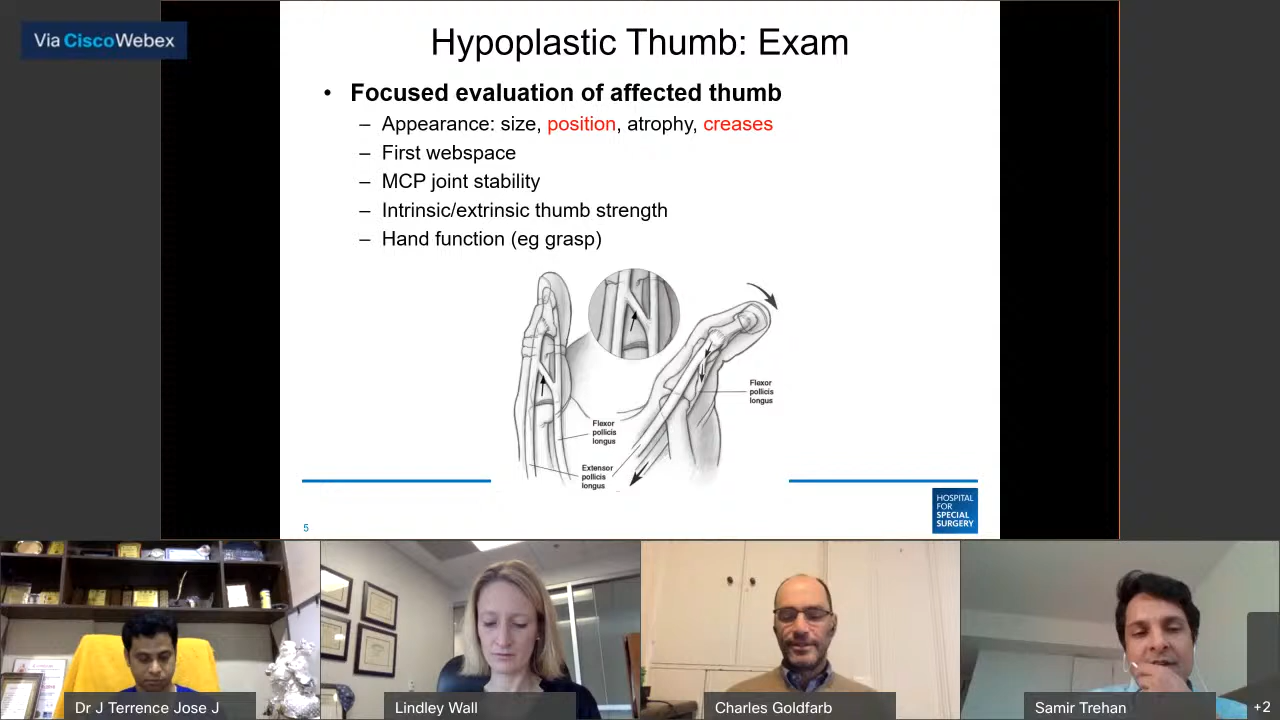 Via CiscoWebex
Hypoplastic Thumb: Exam
• Focused evaluation of affected thumb
– Appearance: size, position, atrophy, creases
– First webspace
– MCP joint stability
– Intrinsic/extrinsic thumb strength
– Hand function (eg grasp)
Flexor
pollicis
longus
Flexor
pollicis
longus
Extensor
pollicis
longus
HOSPITAL
FOR
SPECIAL
SURGERY
5
Dr J Terrence Jose J
Lindley Wall
Charles Goldfarb
Samir Trehan
+2